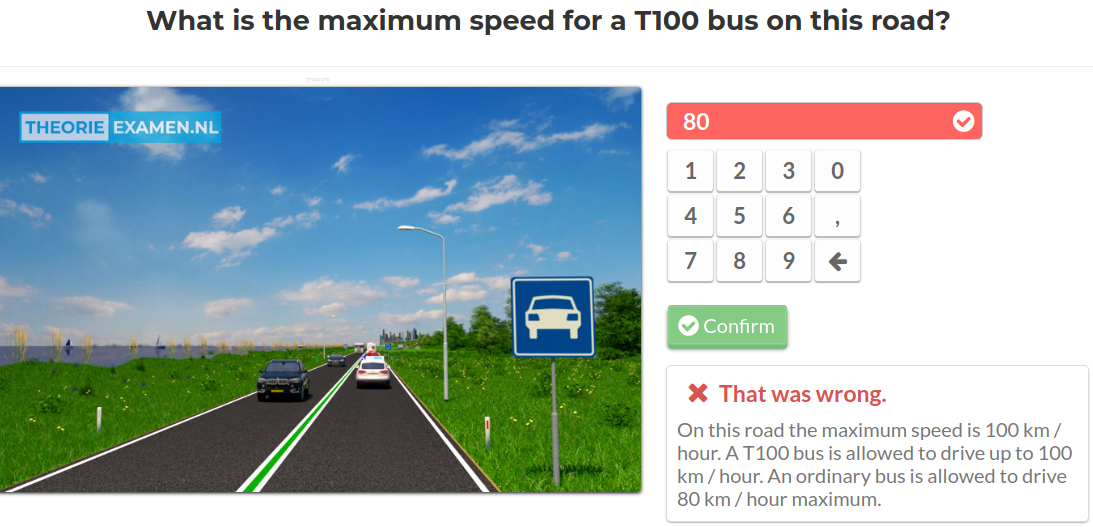 What is the maximum speed for a T100 bus on this road?
THEORIE EXAMEN.NL
80
1 2 3 0
4 5 6 ,
7 8 9
Confirm
That was wrong.
On this road the maximum speed is 100 km /
hour. A T100 bus is allowed to drive up to 100
km / hour. An ordinary bus is allowed to drive
80 km / hour maximum.